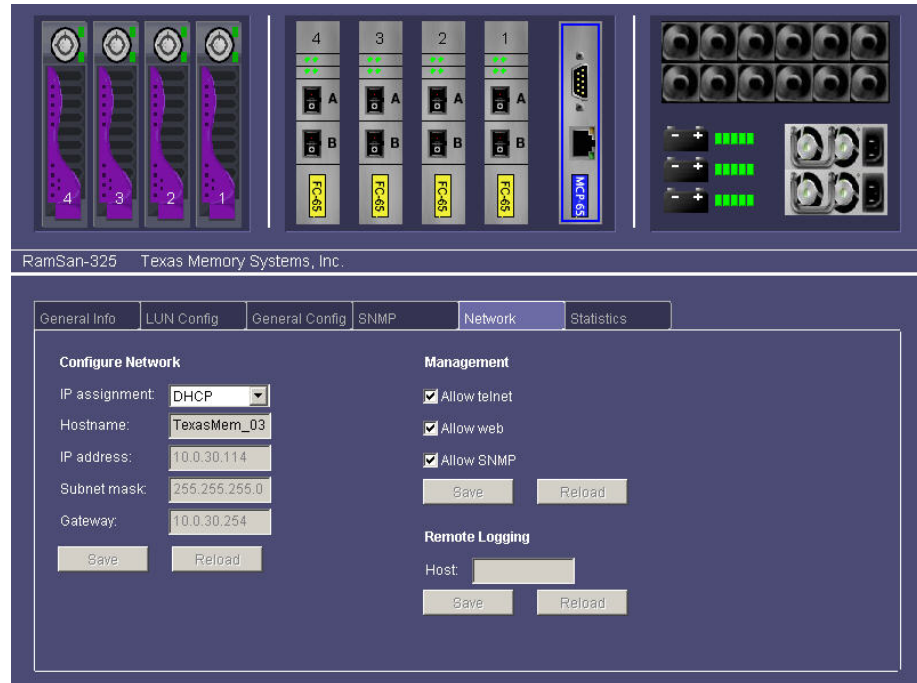 4 3 2 1
4 3 2 1
A A A A
B B B B
FC-65 FC-65 FC-65 FC-65 MCP-65
- +
- +
- +
RamSan-325 Texas Memory Systems, Inc.
General Info LUN Config General Config SNMP Network Statistics
Configure Network
IP assignment: DHCP
Hostname: TexasMem_03
IP address: 10.0.30.114
Subnet mask: 255.255.255.0
Gateway: 10.0.30.254
Save Reload
Management
Allow telnet
Allow web
Allow SNMP
Save Reload
Remote Logging
Host:
Save Reload